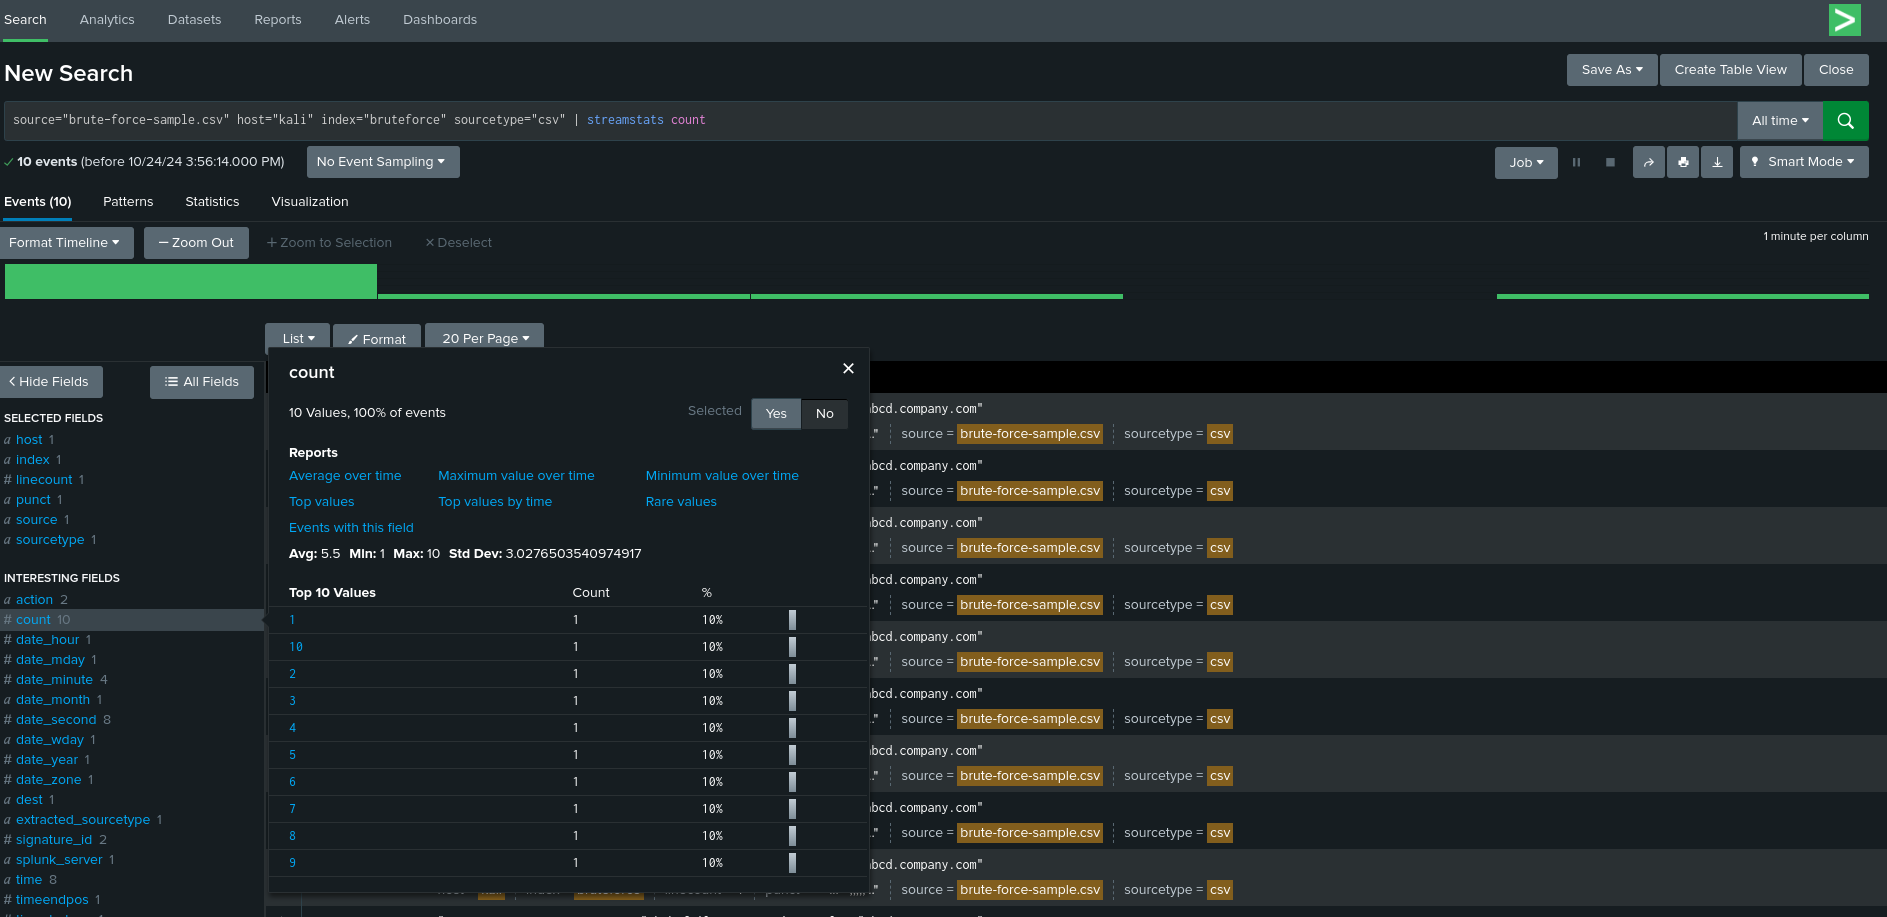 Search Analytics Datasets Reports Alerts Dashboards
New Search
Save As Create Table View Close
source="brute-force-sample.csv" host="kali" index="bruteforce" sourcetype="csv" | streamstats count
All time
10 events (before 10/24/24 3:56:14.000 PM) No Event Sampling
Job Smart Mode
Events (10) Patterns Statistics Visualization
Format Timeline — Zoom Out + Zoom to Selection × Deselect
1 minute per column
List Format 20 Per Page
< Hide Fields All Fields
SELECTED FIELDS
a host 1
a index 1
# linecount 1
a punct 1
a source 1
a sourcetype 1
INTERESTING FIELDS
a action 2
# count 10
# date_hour 1
# date_mday 1
# date_minute 4
a date_month 1
# date_second 8
a date_wday 1
# date_year 1
# date_zone 1
a dest 1
a extracted_sourcetype 1
# signature_id 2
a splunk_server 1
a time 8
# timeendpos 1
count
10 Values, 100% of events
Selected Yes No
Reports
Average over time Maximum value over time Minimum value over time
Top values Top values by time Rare values
Events with this field
Avg: 5.5 Min: 1 Max: 10 Std Dev: 3.0276503540974917
Top 10 Values Count %
1 1 10%
10 1 10%
2 1 10%
3 1 10%
4 1 10%
5 1 10%
6 1 10%
7 1 10%
8 1 10%
9 1 10%
bcd.company.com"
." source = brute-force-sample.csv sourcetype = csv
bcd.company.com"
." source = brute-force-sample.csv sourcetype = csv
bcd.company.com"
." source = brute-force-sample.csv sourcetype = csv
bcd.company.com"
." source = brute-force-sample.csv sourcetype = csv
bcd.company.com"
." source = brute-force-sample.csv sourcetype = csv
bcd.company.com"
." source = brute-force-sample.csv sourcetype = csv
bcd.company.com"
." source = brute-force-sample.csv sourcetype = csv
bcd.company.com"
." source = brute-force-sample.csv sourcetype = csv
bcd.company.com"
." source = brute-force-sample.csv sourcetype = csv